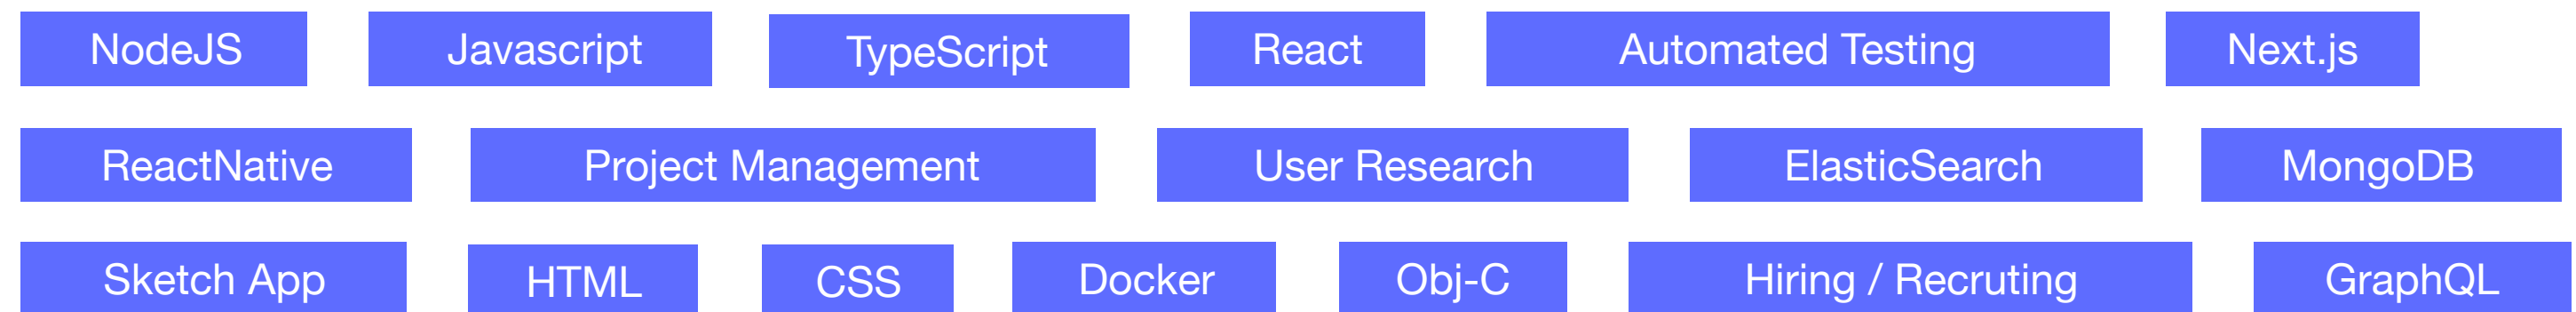 NodeJS Javascript TypeScript React Automated Testing Next.js
ReactNative Project Management User Research ElasticSearch MongoDB
Sketch App HTML CSS Docker Obj-C Hiring / Recruting GraphQL